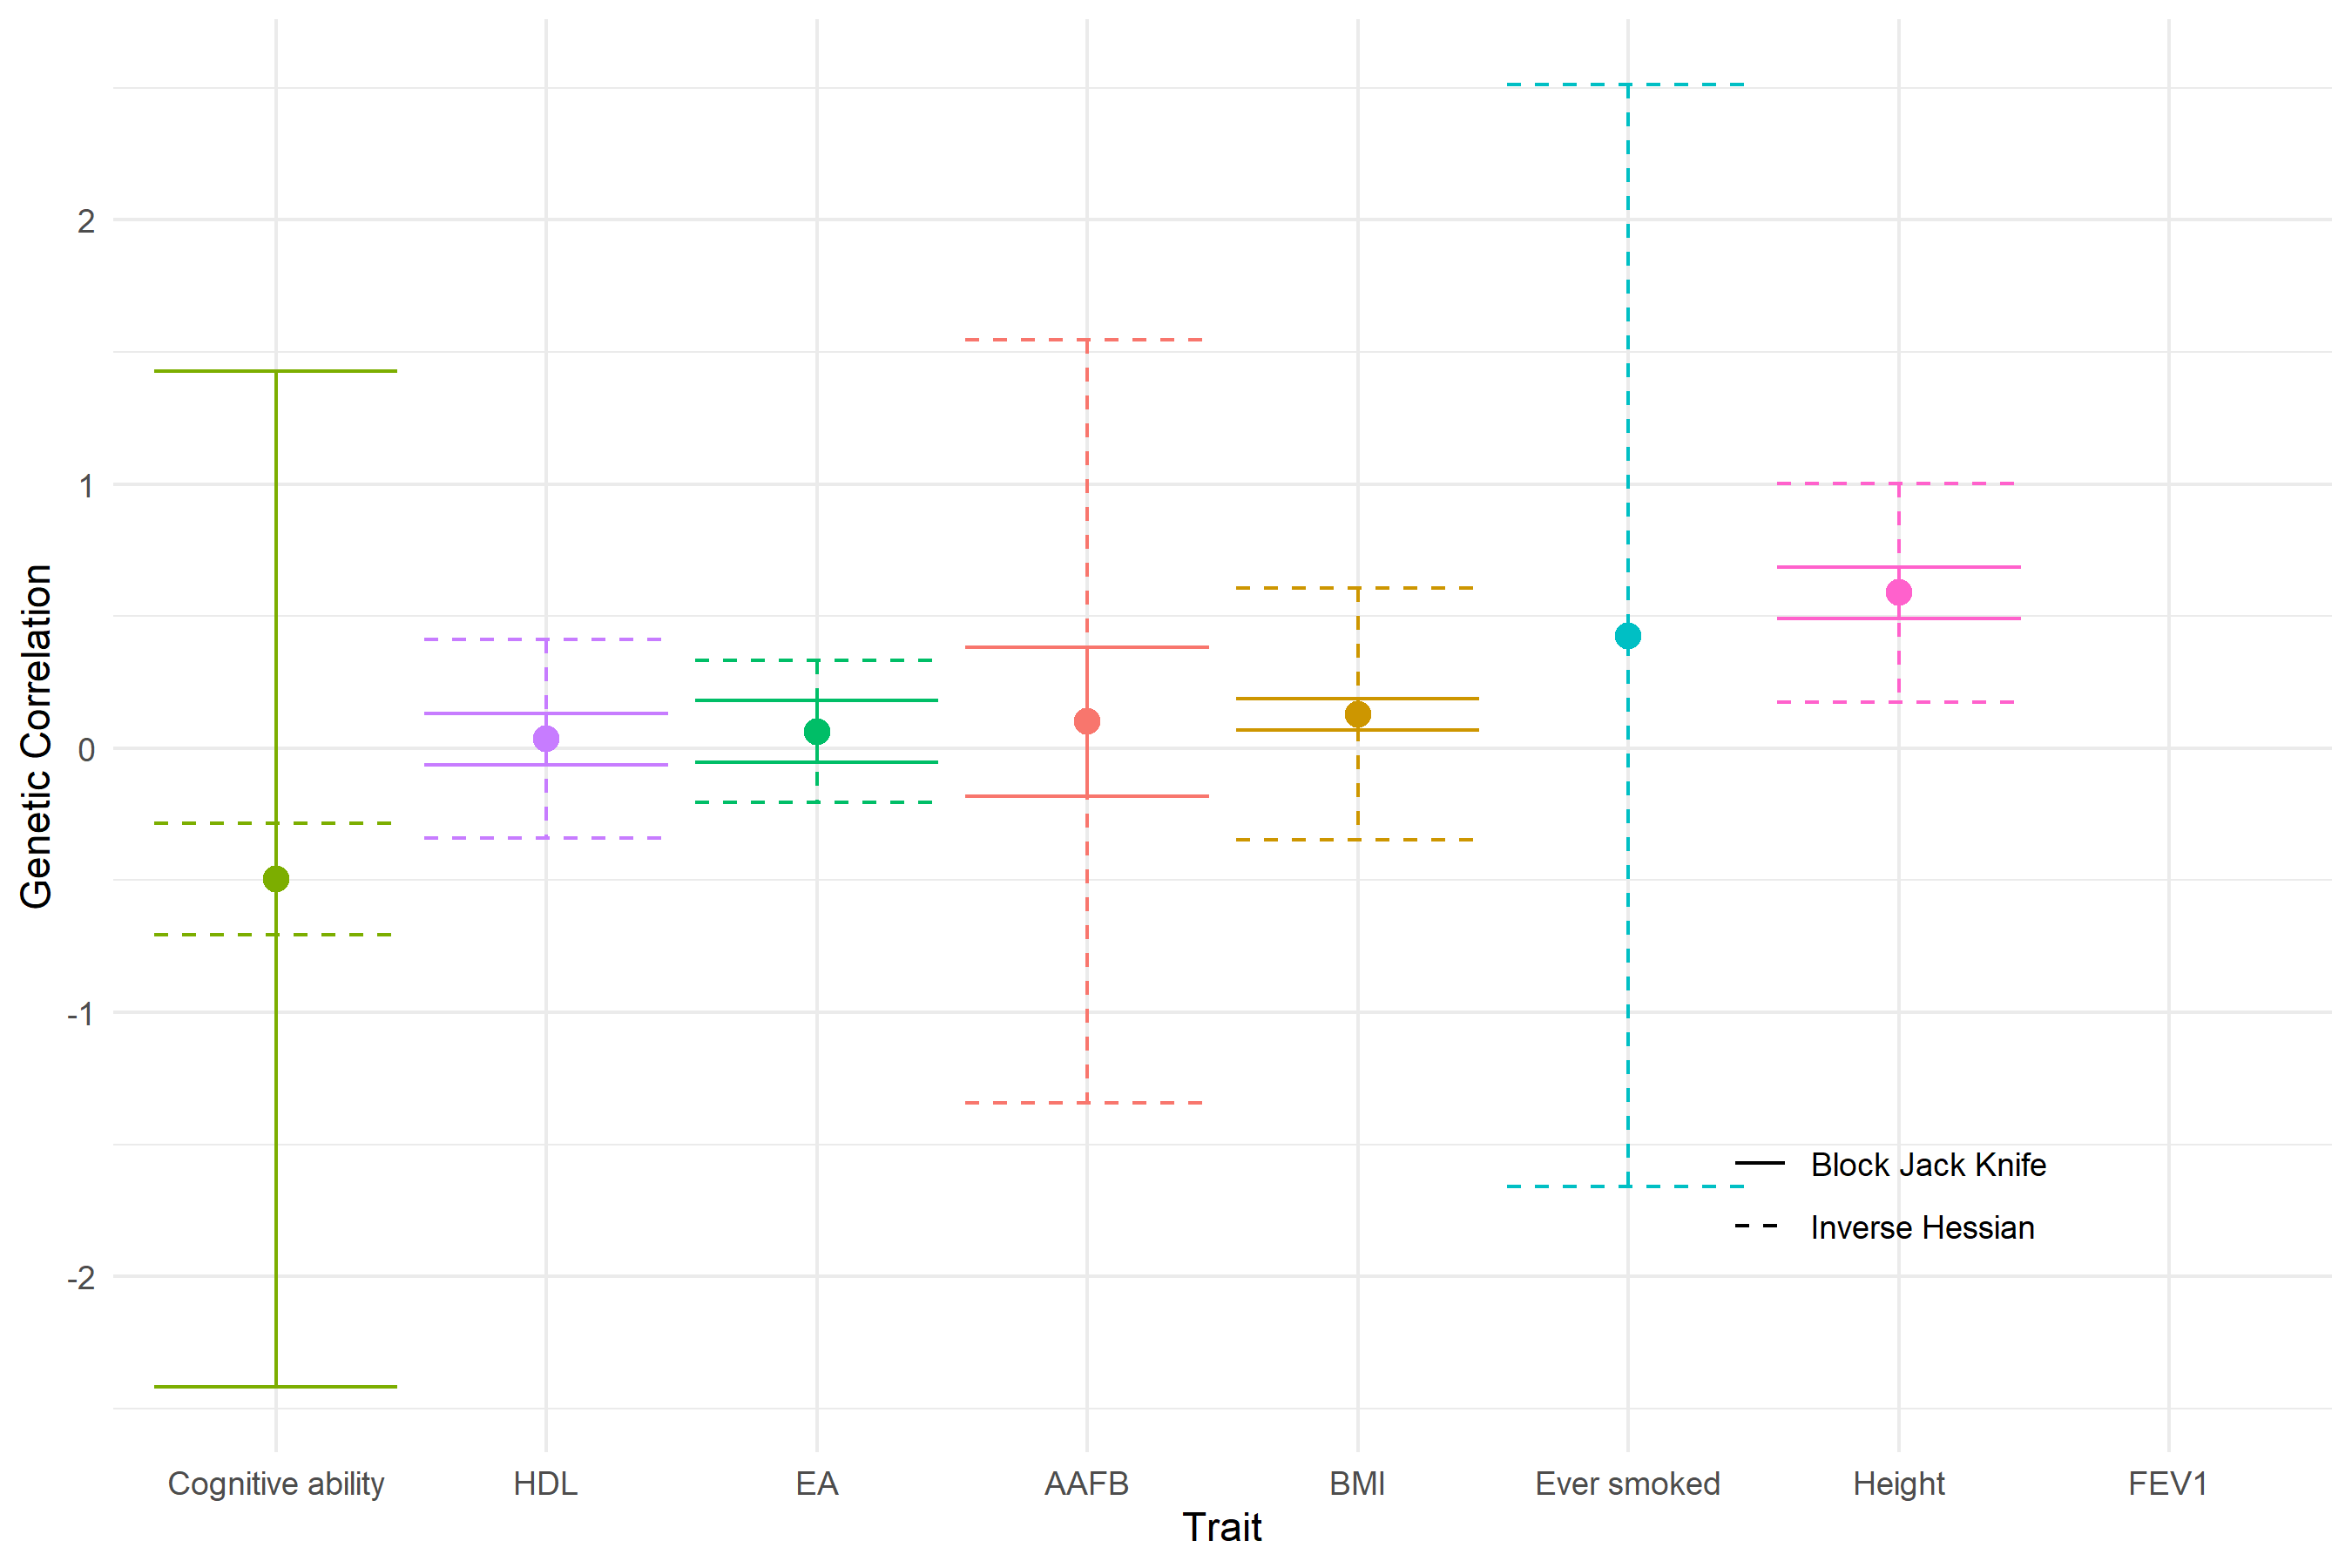 Genetic Correlation
2
1
0
-1
-2
Block Jack Knife
Inverse Hessian
Cognitive ability HDL EA AAFB BMI Ever smoked Height FEV1
Trait